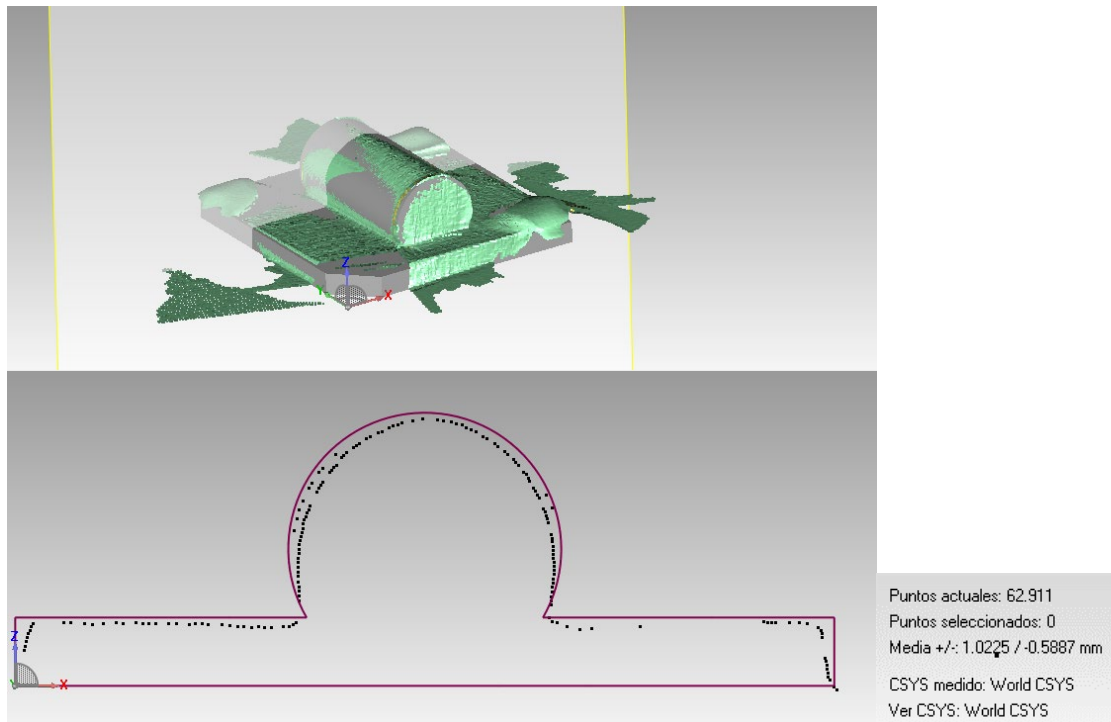 Z
Y
X
Z
Y
X
Puntos actuales: 62.911
Puntos seleccionados: 0
Media +/-: 1.0225 / -0.5887 mm
CSYS medido: World CSYS
Ver CSYS: World CSYS